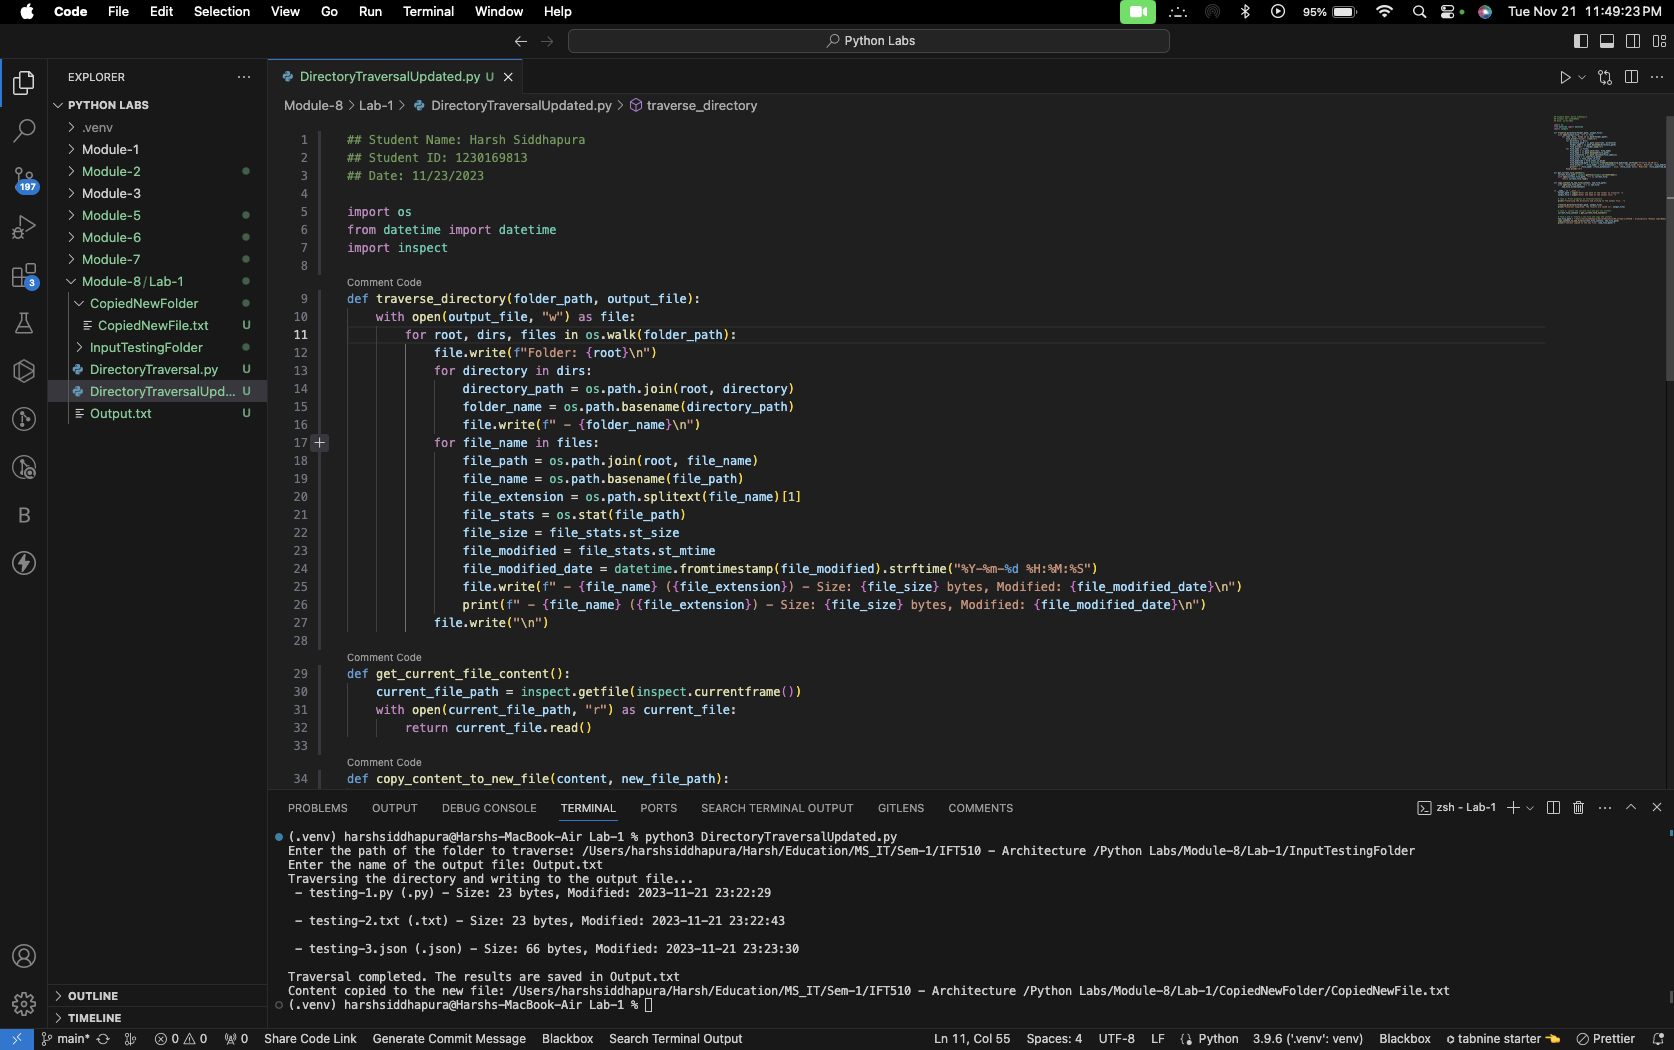 Code File Edit Selection View Go Run Terminal Window Help 95% Tue Nov 21 11:49:23 PM
Python Labs
EXPLORER
PYTHON LABS
.venv
Module-1
Module-2
Module-3
Module-5
Module-6
Module-7
Module-8/Lab-1
CopiedNewFolder
CopiedNewFile.txt U
InputTestingFolder
DirectoryTraversal.py U
DirectoryTraversalUpd... U
Output.txt U
OUTLINE
TIMELINE
197
3
B
DirectoryTraversalUpdated.py U
Module-8 > Lab-1 > DirectoryTraversalUpdated.py > traverse_directory
1 ## Student Name: Harsh Siddhapura
2 ## Student ID: 1230169813
3 ## Date: 11/23/2023
4
5 import os
6 from datetime import datetime
7 import inspect
8
Comment Code
9 def traverse_directory(folder_path, output_file):
10 with open(output_file, "w") as file:
11 for root, dirs, files in os.walk(folder_path):
12 file.write(f"Folder: {root}\n")
13 for directory in dirs:
14 directory_path = os.path.join(root, directory)
15 folder_name = os.path.basename(directory_path)
16 file.write(f" - {folder_name}\n")
17 for file_name in files:
18 file_path = os.path.join(root, file_name)
19 file_name = os.path.basename(file_path)
20 file_extension = os.path.splitext(file_name)[1]
21 file_stats = os.stat(file_path)
22 file_size = file_stats.st_size
23 file_modified = file_stats.st_mtime
24 file_modified_date = datetime.fromtimestamp(file_modified).strftime("%Y-%m-%d %H:%M:%S")
25 file.write(f" - {file_name} ({file_extension}) - Size: {file_size} bytes, Modified: {file_modified_date}\n")
26 print(f" - {file_name} ({file_extension}) - Size: {file_size} bytes, Modified: {file_modified_date}\n")
27 file.write("\n")
28
Comment Code
29 def get_current_file_content():
30 current_file_path = inspect.getfile(inspect.currentframe())
31 with open(current_file_path, "r") as current_file:
32 return current_file.read()
33
Comment Code
34 def copy_content_to_new_file(content, new_file_path):
PROBLEMS OUTPUT DEBUG CONSOLE TERMINAL PORTS SEARCH TERMINAL OUTPUT GITLENS COMMENTS zsh - Lab-1
(.venv) harshsiddhapura@Harshs-MacBook-Air Lab-1 % python3 DirectoryTraversalUpdated.py
Enter the path of the folder to traverse: /Users/harshsiddhapura/Harsh/Education/MS_IT/Sem-1/IFT510 - Architecture /Python Labs/Module-8/Lab-1/InputTestingFolder
Enter the name of the output file: Output.txt
Traversing the directory and writing to the output file...
- testing-1.py (.py) - Size: 23 bytes, Modified: 2023-11-21 23:22:29
- testing-2.txt (.txt) - Size: 23 bytes, Modified: 2023-11-21 23:22:43
- testing-3.json (.json) - Size: 66 bytes, Modified: 2023-11-21 23:23:30
Traversal completed. The results are saved in Output.txt
Content copied to the new file: /Users/harshsiddhapura/Harsh/Education/MS_IT/Sem-1/IFT510 - Architecture /Python Labs/Module-8/Lab-1/CopiedNewFolder/CopiedNewFile.txt
(.venv) harshsiddhapura@Harshs-MacBook-Air Lab-1 %
main* 0 0 0 Share Code Link Generate Commit Message Blackbox Search Terminal Output Ln 11, Col 55 Spaces: 4 UTF-8 LF Python 3.9.6 ('.venv': venv) Blackbox tabnine starter Prettier